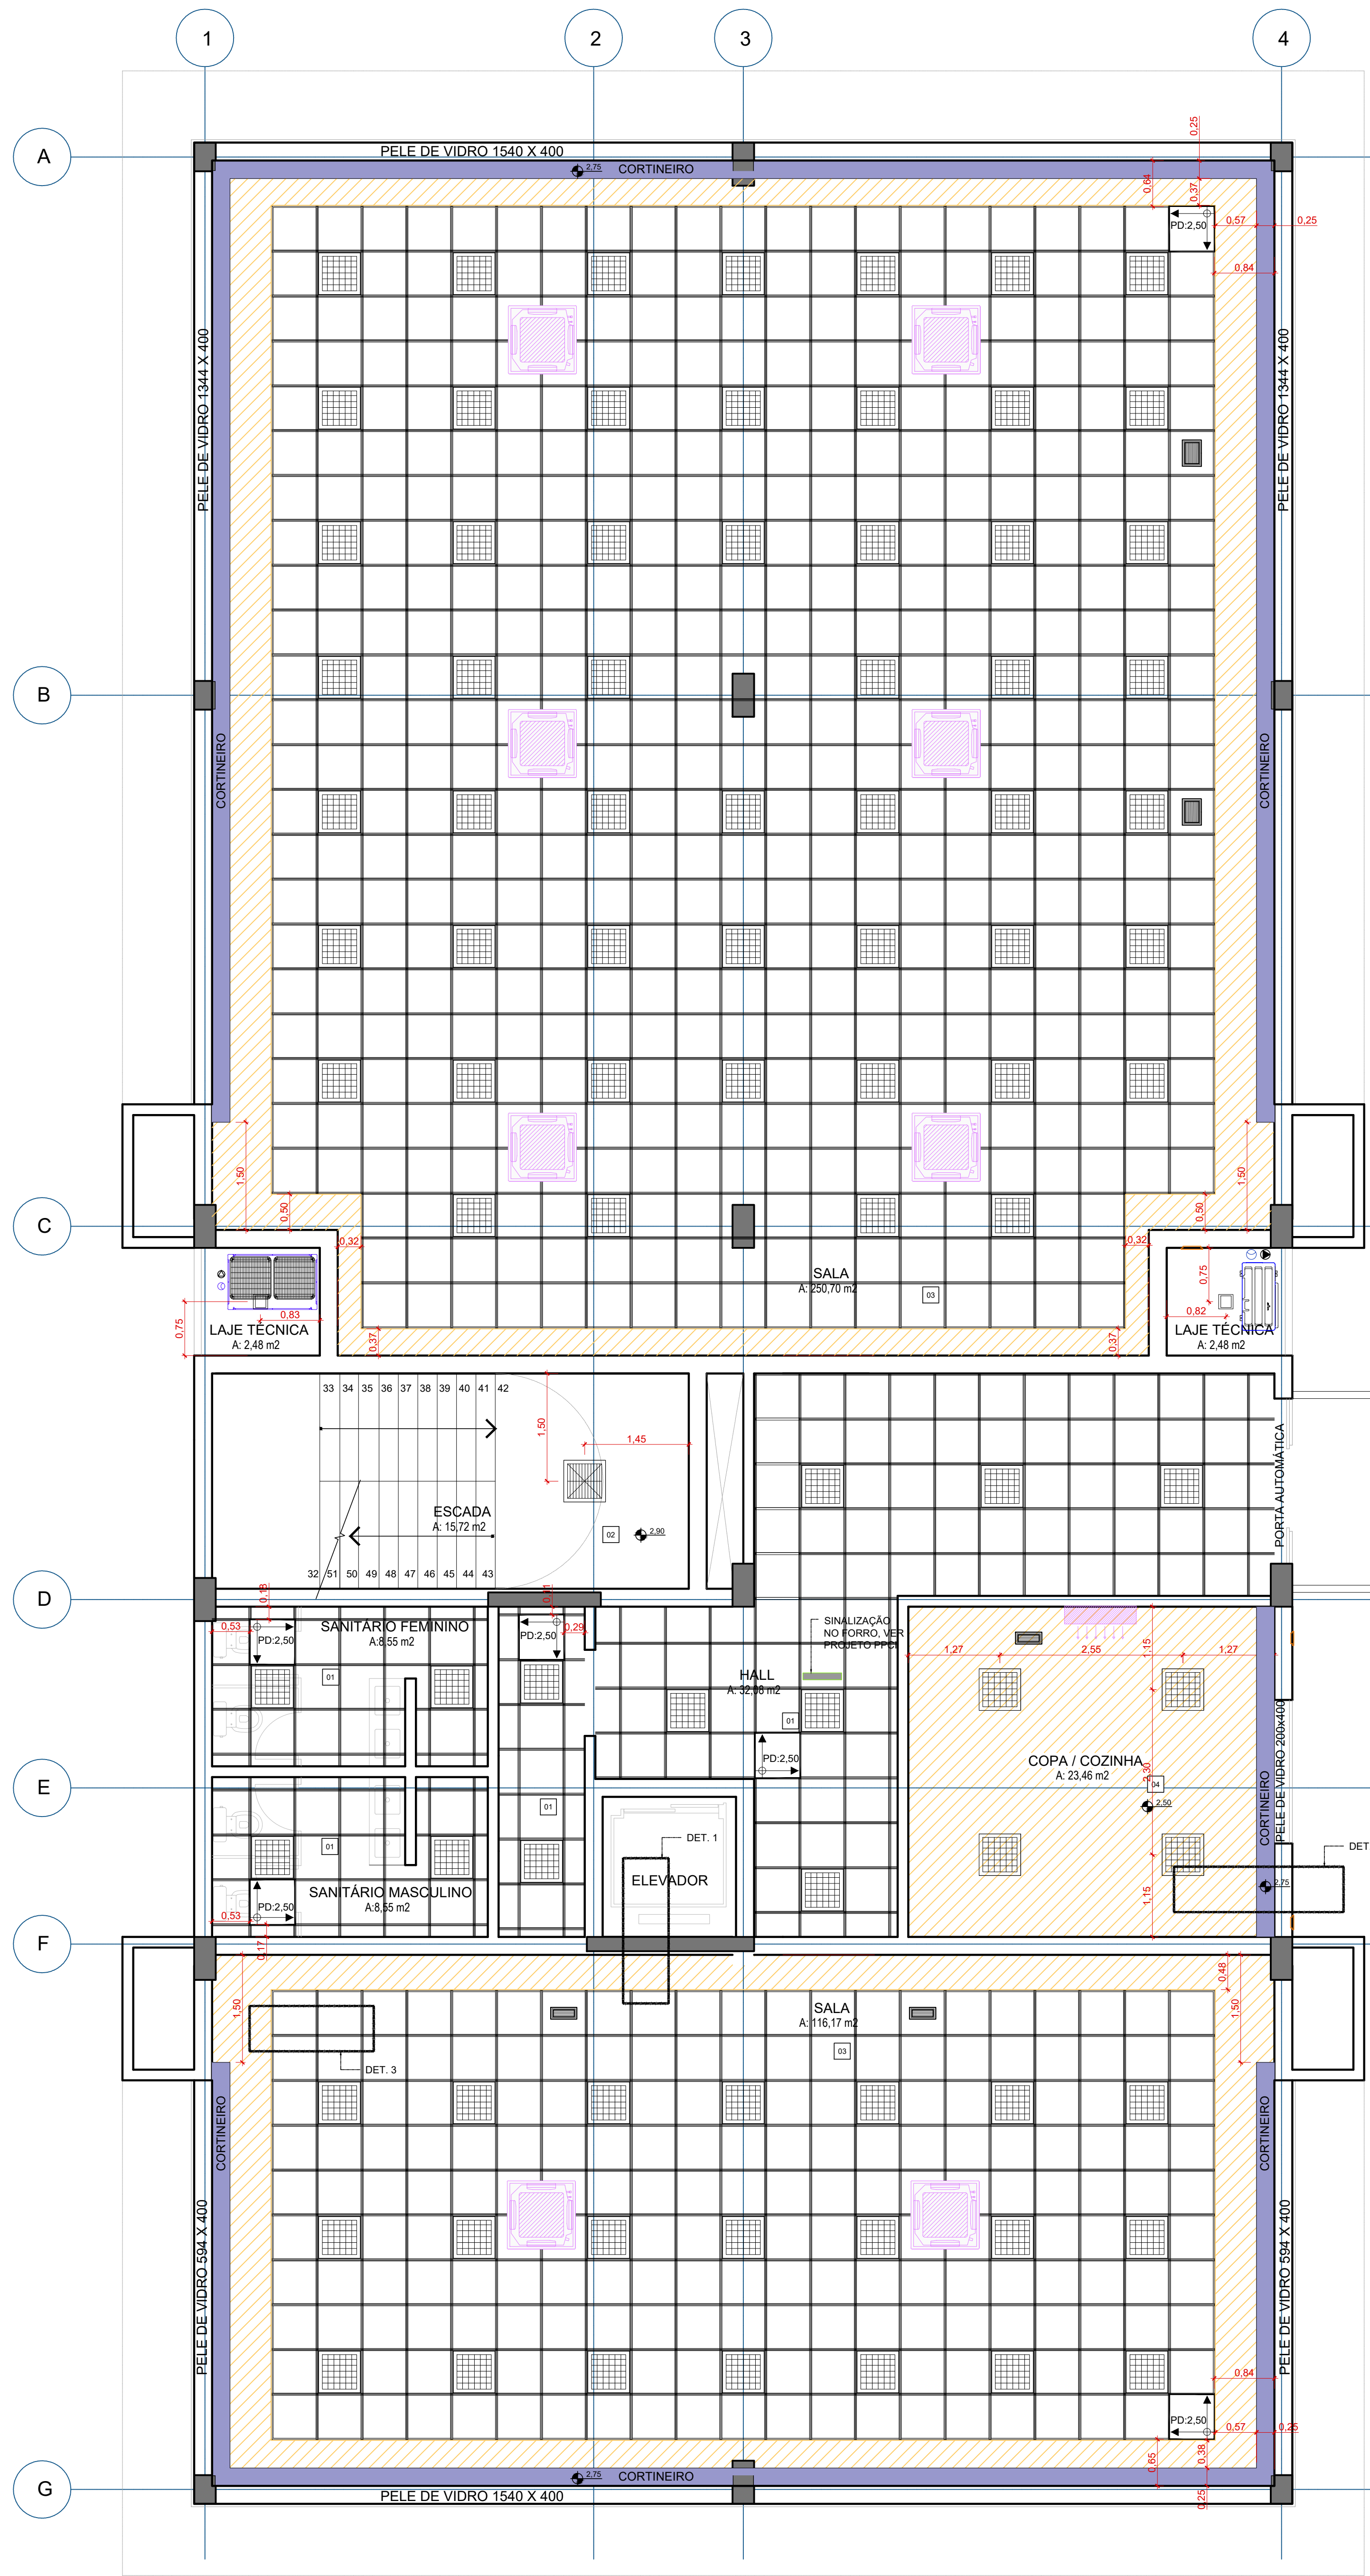 1
2
3
4
A
PELE DE VIDRO 1540 X 400
2,75
CORTINEIRO
0,25
0,64
0,37
0,57
0,25
PD:2,50
0,84
PELE DE VIDRO 1344 X 400
PELE DE VIDRO 1344 X 400
B
CORTINEIRO
CORTINEIRO
1,50
1,50
0,50
0,50
C
0,32
0,32
SALA
A: 250,70 m2
03
0,75
0,83
0,75
0,82
LAJE TÉCNICA
A: 2,48 m2
LAJE TÉCNICA
A: 2,48 m2
0,37
0,37
33 34 35 36 37 38 39 40 41 42
1,50
1,45
PORTA AUTOMÁTICA
ESCADA
A: 15,72 m2
02
2,90
32 51 50 49 48 47 46 45 44 43
D
0,18
0,53
SANITÁRIO FEMININO
A:8,55 m2
PD:2,50
01
PD:2,50
0,29
SINALIZAÇÃO
NO FORRO, VER
PROJETO PPCI
1,27
2,55
1,15
1,27
HALL
A: 32,08 m2
01
PD:2,50
COPA / COZINHA
A: 23,46 m2
2,30
04
2,50
PELE DE VIDRO 200x400
CORTINEIRO
E
01
01
DET. 1
DET
ELEVADOR
SANITÁRIO MASCULINO
A:8,55 m2
PD:2,50
0,53
0,17
2,75
1,15
F
1,50
0,48
1,50
SALA
A: 116,17 m2
03
DET. 3
CORTINEIRO
CORTINEIRO
PELE DE VIDRO 594 X 400
PELE DE VIDRO 594 X 400
0,84
PD:2,50
0,57
0,25
0,65
0,38
0,25
G
2,75
CORTINEIRO
PELE DE VIDRO 1540 X 400